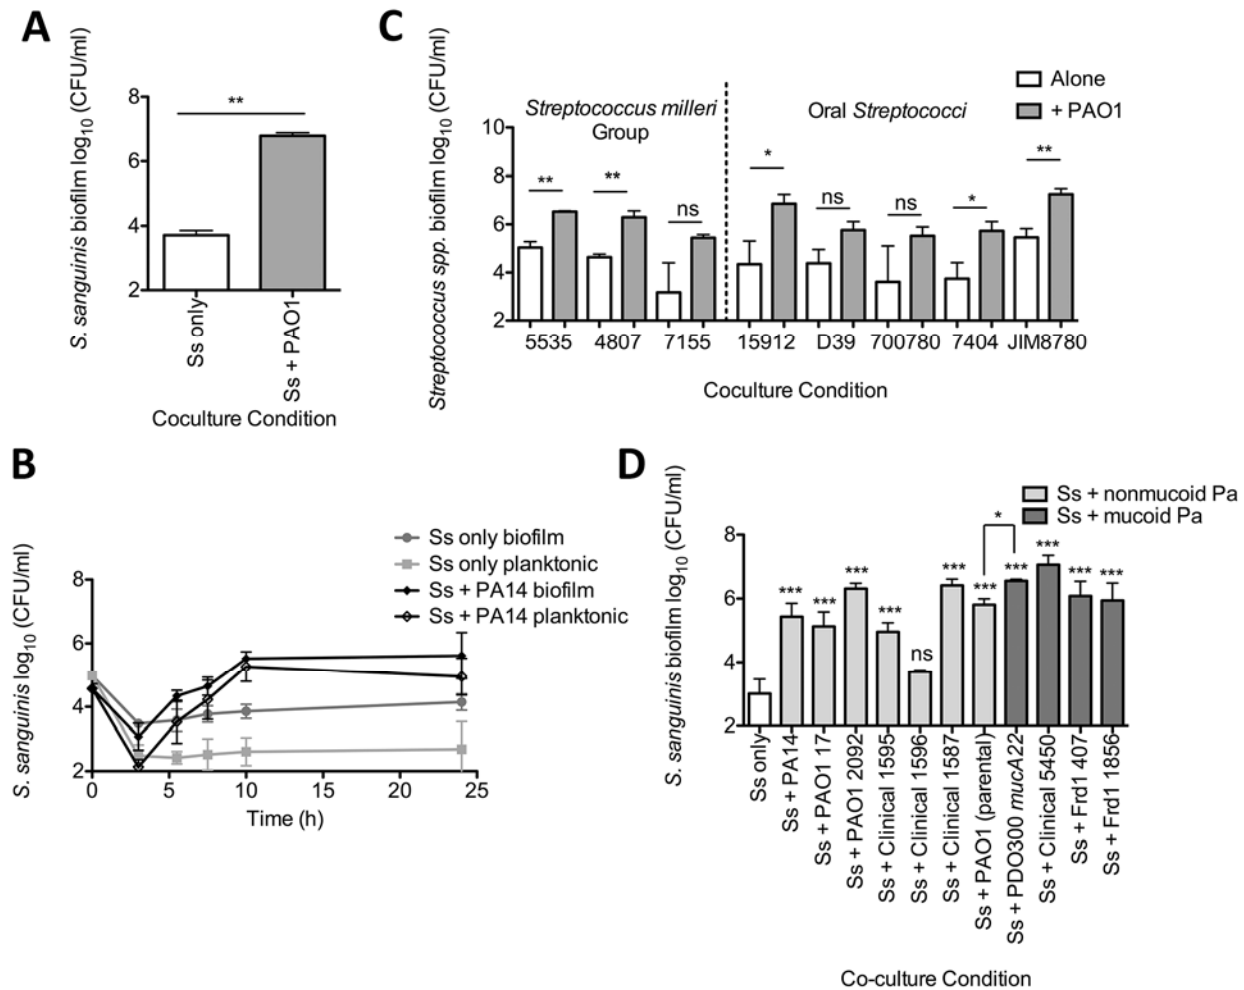 A
S. sanguinis biofilm log10 (CFU/ml)
8
6
4
2
**
Ss only
Ss + PAO1
Coculture Condition
C
Streptococcus spp. biofilm log10 (CFU/ml)
Alone
+ PAO1
Streptococcus milleri
Group
Oral Streptococci
10
8
6
4
2
**
**
ns
*
ns
ns
*
**
5535 4807 7155 15912 D39 700780 7404 JIM8780
Coculture Condition
B
S. sanguinis log10 (CFU/ml)
Ss only biofilm
Ss only planktonic
Ss + PA14 biofilm
Ss + PA14 planktonic
8
6
4
2
0 5 10 15 20 25
Time (h)
D
S. sanguinis biofilm log10 (CFU/ml)
Ss + nonmucoid Pa
Ss + mucoid Pa
8
6
4
2
***
***
***
***
ns
***
***
*
***
***
***
***
Ss only
Ss + PA14
Ss + PAO1 17
Ss + PAO1 2092
Ss + Clinical 1595
Ss + Clinical 1596
Ss + Clinical 1587
Ss + PAO1 (parental)
Ss + PDO300 mucA22
Ss + Clinical 5450
Ss + Frd1 407
Ss + Frd1 1856
Co-culture Condition